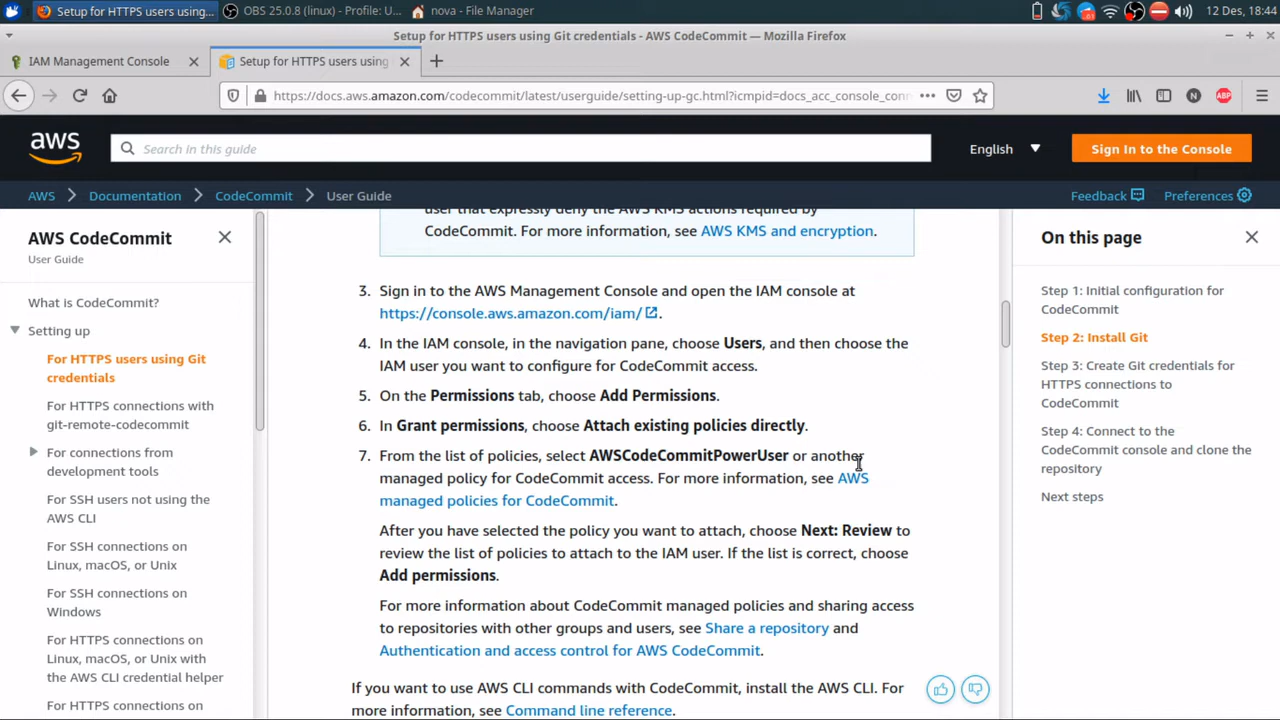 Setup for HTTPS users using...
OBS 25.0.8 (linux) - Profile: U...
nova - File Manager
12 Des, 18:44
Setup for HTTPS users using Git credentials - AWS CodeCommit — Mozilla Firefox
IAM Management Console
Setup for HTTPS users using
https://docs.aws.amazon.com/codecommit/latest/userguide/setting-up-gc.html?icmpid=docs_acc_console_con
N
ABP
aws
Search in this guide
English
Sign In to the Console
AWS
Documentation
CodeCommit
User Guide
Feedback
Preferences
AWS CodeCommit
User Guide
What is CodeCommit?
Setting up
For HTTPS users using Git
credentials
For HTTPS connections with
git-remote-codecommit
For connections from
development tools
For SSH users not using the
AWS CLI
For SSH connections on
Linux, macOS, or Unix
For SSH connections on
Windows
For HTTPS connections on
Linux, macOS, or Unix with
the AWS CLI credential helper
For HTTPS connections on
user that expressly deny the AWS KMS actions required by
CodeCommit. For more information, see AWS KMS and encryption.
3. Sign in to the AWS Management Console and open the IAM console at
https://console.aws.amazon.com/iam/.
4. In the IAM console, in the navigation pane, choose Users, and then choose the
IAM user you want to configure for CodeCommit access.
5. On the Permissions tab, choose Add Permissions.
6. In Grant permissions, choose Attach existing policies directly.
7. From the list of policies, select AWSCodeCommitPowerUser or another
managed policy for CodeCommit access. For more information, see AWS
managed policies for CodeCommit.
After you have selected the policy you want to attach, choose Next: Review to
review the list of policies to attach to the IAM user. If the list is correct, choose
Add permissions.
For more information about CodeCommit managed policies and sharing access
to repositories with other groups and users, see Share a repository and
Authentication and access control for AWS CodeCommit.
If you want to use AWS CLI commands with CodeCommit, install the AWS CLI. For
more information, see Command line reference.
On this page
Step 1: Initial configuration for
CodeCommit
Step 2: Install Git
Step 3: Create Git credentials for
HTTPS connections to
CodeCommit
Step 4: Connect to the
CodeCommit console and clone the
repository
Next steps